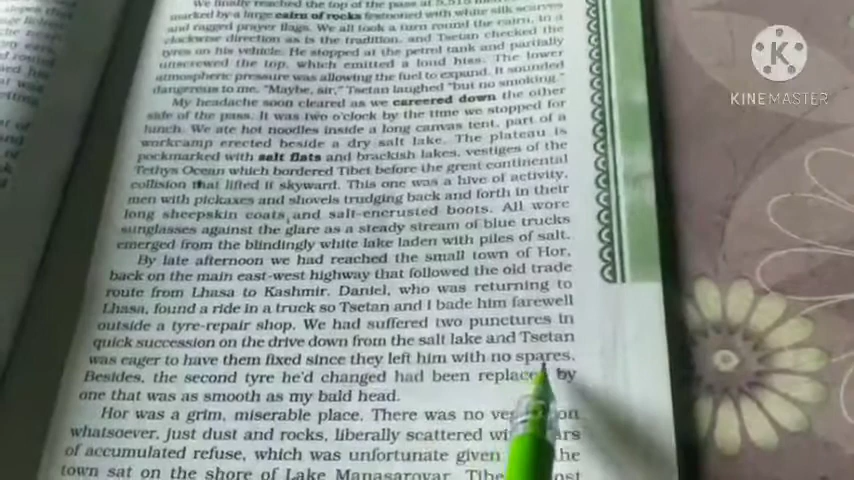 We finally reached the top of the pass at 5,515
marked by a large cairn of rocks festooned with white silk scarves
and ragged prayer flags. We all took a turn round the cairn, in a
clockwise direction as is the tradition, and Tsetan checked the
tyres on his vehicle. He stopped at the petrol tank and partially
unscrewed the top, which emitted a loud hiss. The lower
atmospheric pressure was allowing the fuel to expand. It sounded
dangerous to me. "Maybe, sir," Tsetan laughed "but no smoking."
My headache soon cleared as we careered down the other
side of the pass. It was two o'clock by the time we stopped for
lunch. We ate hot noodles inside a long canvas tent, part of a
workcamp erected beside a dry salt lake. The plateau is
pockmarked with salt flats and brackish lakes, vestiges of the
Tethys Ocean which bordered Tibet before the great continental
collision that lifted it skyward. This one was a hive of activity,
men with pickaxes and shovels trudging back and forth in their
long sheepskin coats and salt-encrusted boots. All wore
sunglasses against the glare as a steady stream of blue trucks
emerged from the blindingly white lake laden with piles of salt.
By late afternoon we had reached the small town of Hor,
back on the main east-west highway that followed the old trade
route from Lhasa to Kashmir. Daniel, who was returning to
Lhasa, found a ride in a truck so Tsetan and I bade him farewell
outside a tyre-repair shop. We had suffered two punctures in
quick succession on the drive down from the salt lake and Tsetan
was eager to have them fixed since they left him with no spares.
Besides, the second tyre he'd changed had been replaced by
one that was as smooth as my bald head.
Hor was a grim, miserable place. There was no
whatsoever, just dust and rocks, liberally scattered
of accumulated refuse, which was unfortunate given the
town sat on the shore of Lake Manasarovar,
KINEMASTER